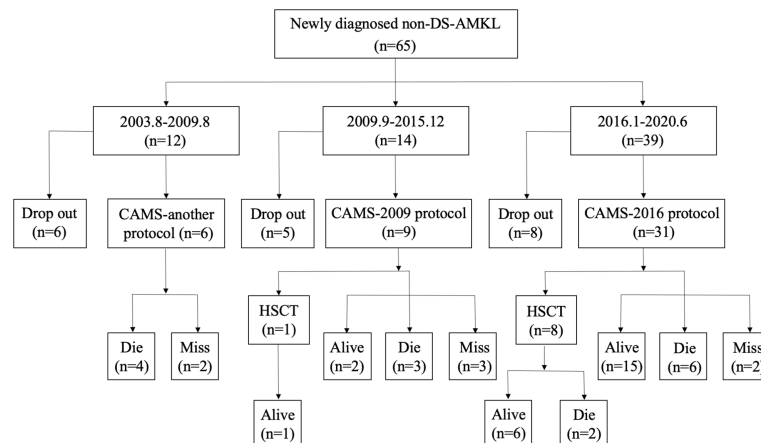 Newly diagnosed non-DS-AMKL
(n=65)
2003.8-2009.8
(n=12)
2009.9-2015.12
(n=14)
2016.1-2020.6
(n=39)
Drop out
(n=6)
CAMS-another
protocol (n=6)
Drop out
(n=5)
CAMS-2009 protocol
(n=9)
Drop out
(n=8)
CAMS-2016 protocol
(n=31)
Die
(n=4)
Miss
(n=2)
HSCT
(n=1)
Alive
(n=2)
Die
(n=3)
Miss
(n=3)
HSCT
(n=8)
Alive
(n=15)
Die
(n=6)
Miss
(n=2)
Alive
(n=1)
Alive
(n=6)
Die
(n=2)